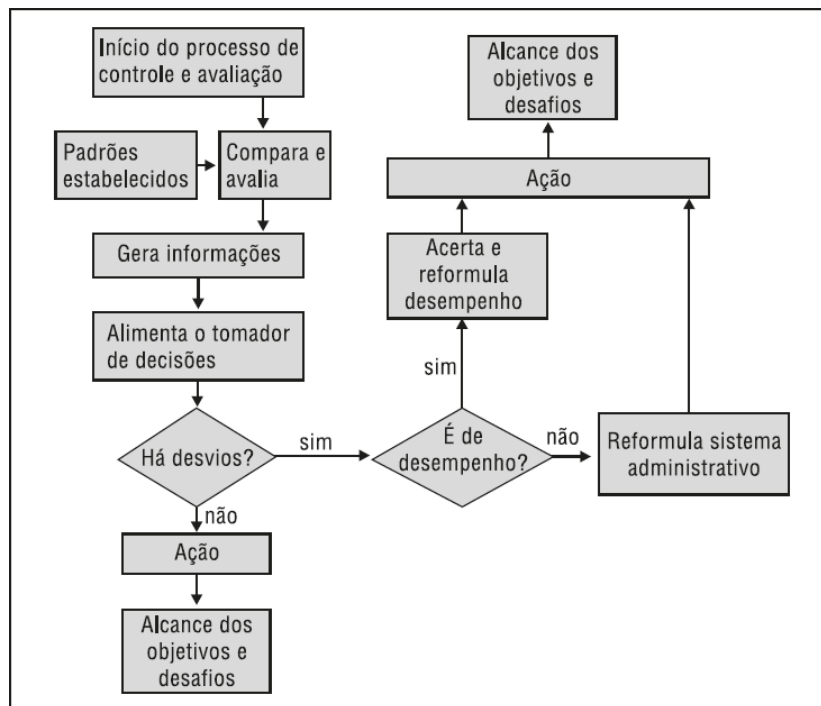 Início do processo de
controle e avaliação
Padrões
estabelecidos
Compara e
avalia
Gera informações
Alimenta o tomador
de decisões
Há desvios?
sim
não
Ação
Alcance dos
objetivos e
desafios
É de
desempenho?
sim
não
Acerta e
reformula
desempenho
Reformula sistema
administrativo
Ação
Alcance dos
objetivos e
desafios